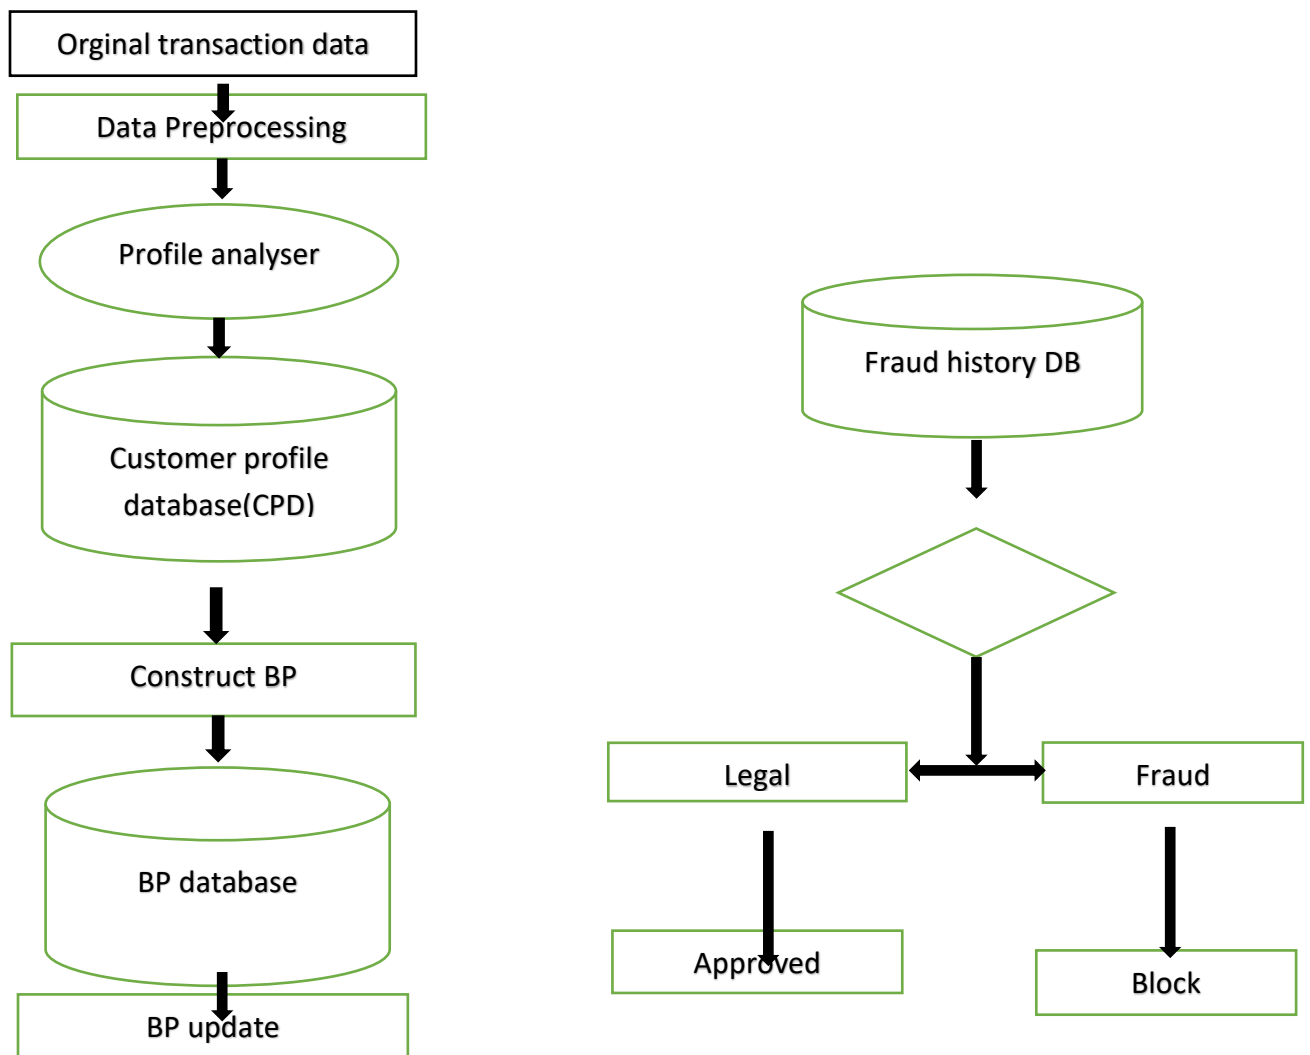 Orginal transaction data
Data Preprocessing
Profile analyser
Customer profile
database(CPD)
Construct BP
BP database
BP update
Fraud history DB
Legal
Fraud
Approved
Block